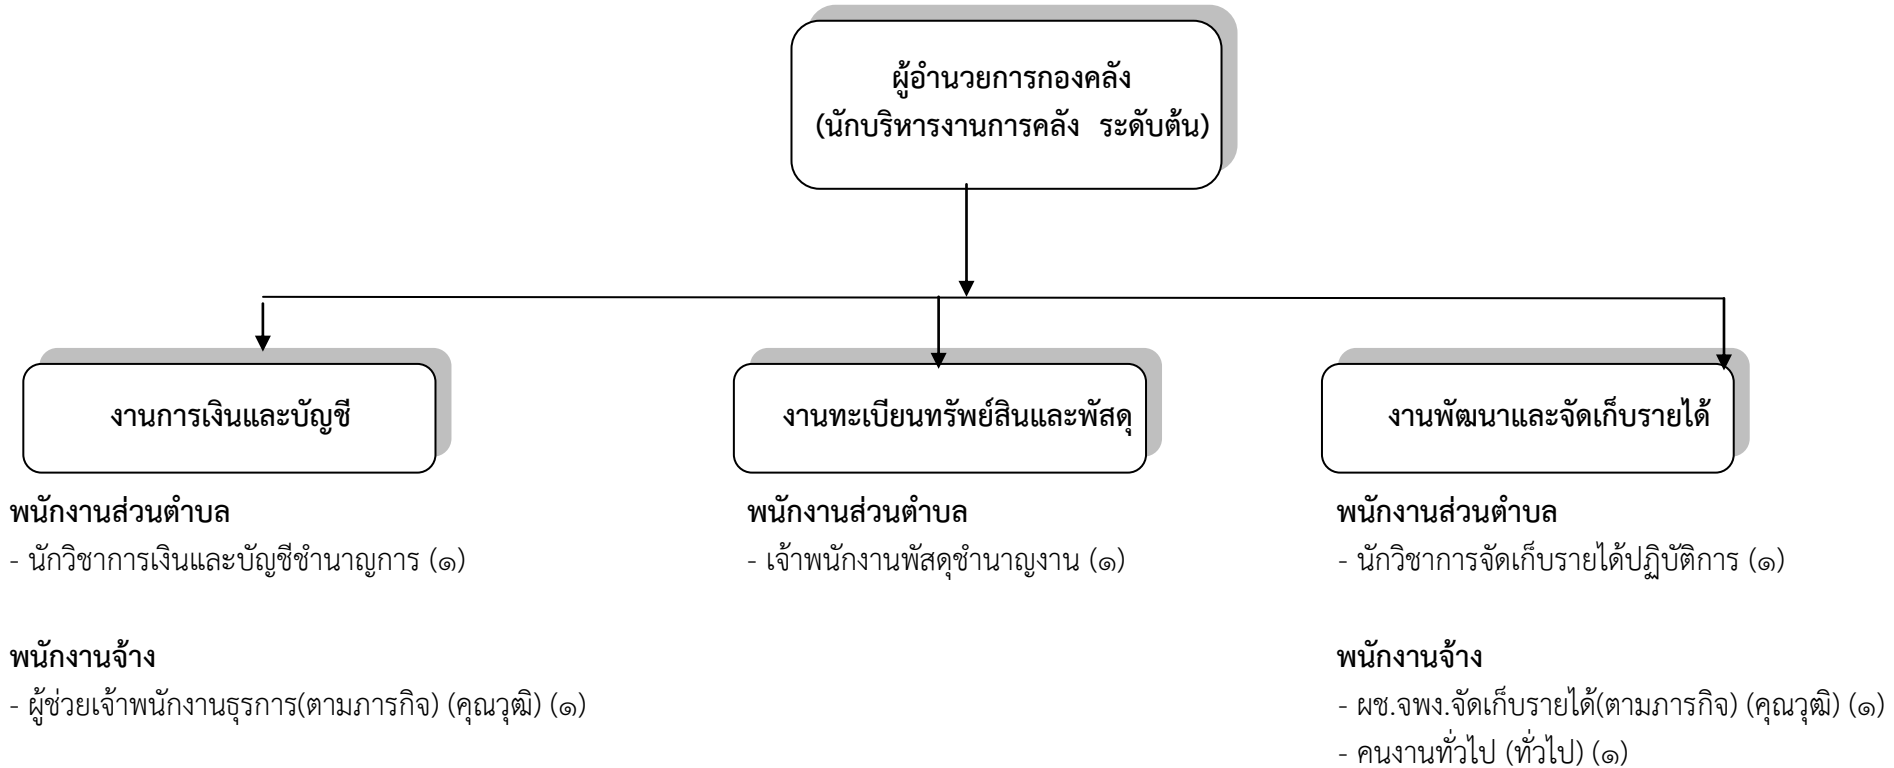 ผู้อำนวยการกองคลัง
(นักบริหารงานการคลัง ระดับต้น)
งานการเงินและบัญชี
พนักงานส่วนตำบล
- นักวิชาการเงินและบัญชีชำนาญการ (๑)
พนักงานจ้าง
- ผู้ช่วยเจ้าพนักงานธุรการ(ตามภารกิจ) (คุณวุฒิ) (๑)
งานทะเบียนทรัพย์สินและพัสดุ
พนักงานส่วนตำบล
- เจ้าพนักงานพัสดุชำนาญงาน (๑)
งานพัฒนาและจัดเก็บรายได้
พนักงานส่วนตำบล
- นักวิชาการจัดเก็บรายได้ปฏิบัติการ (๑)
พนักงานจ้าง
- ผช.จพง.จัดเก็บรายได้(ตามภารกิจ) (คุณวุฒิ) (๑)
- คนงานทั่วไป (ทั่วไป) (๑)